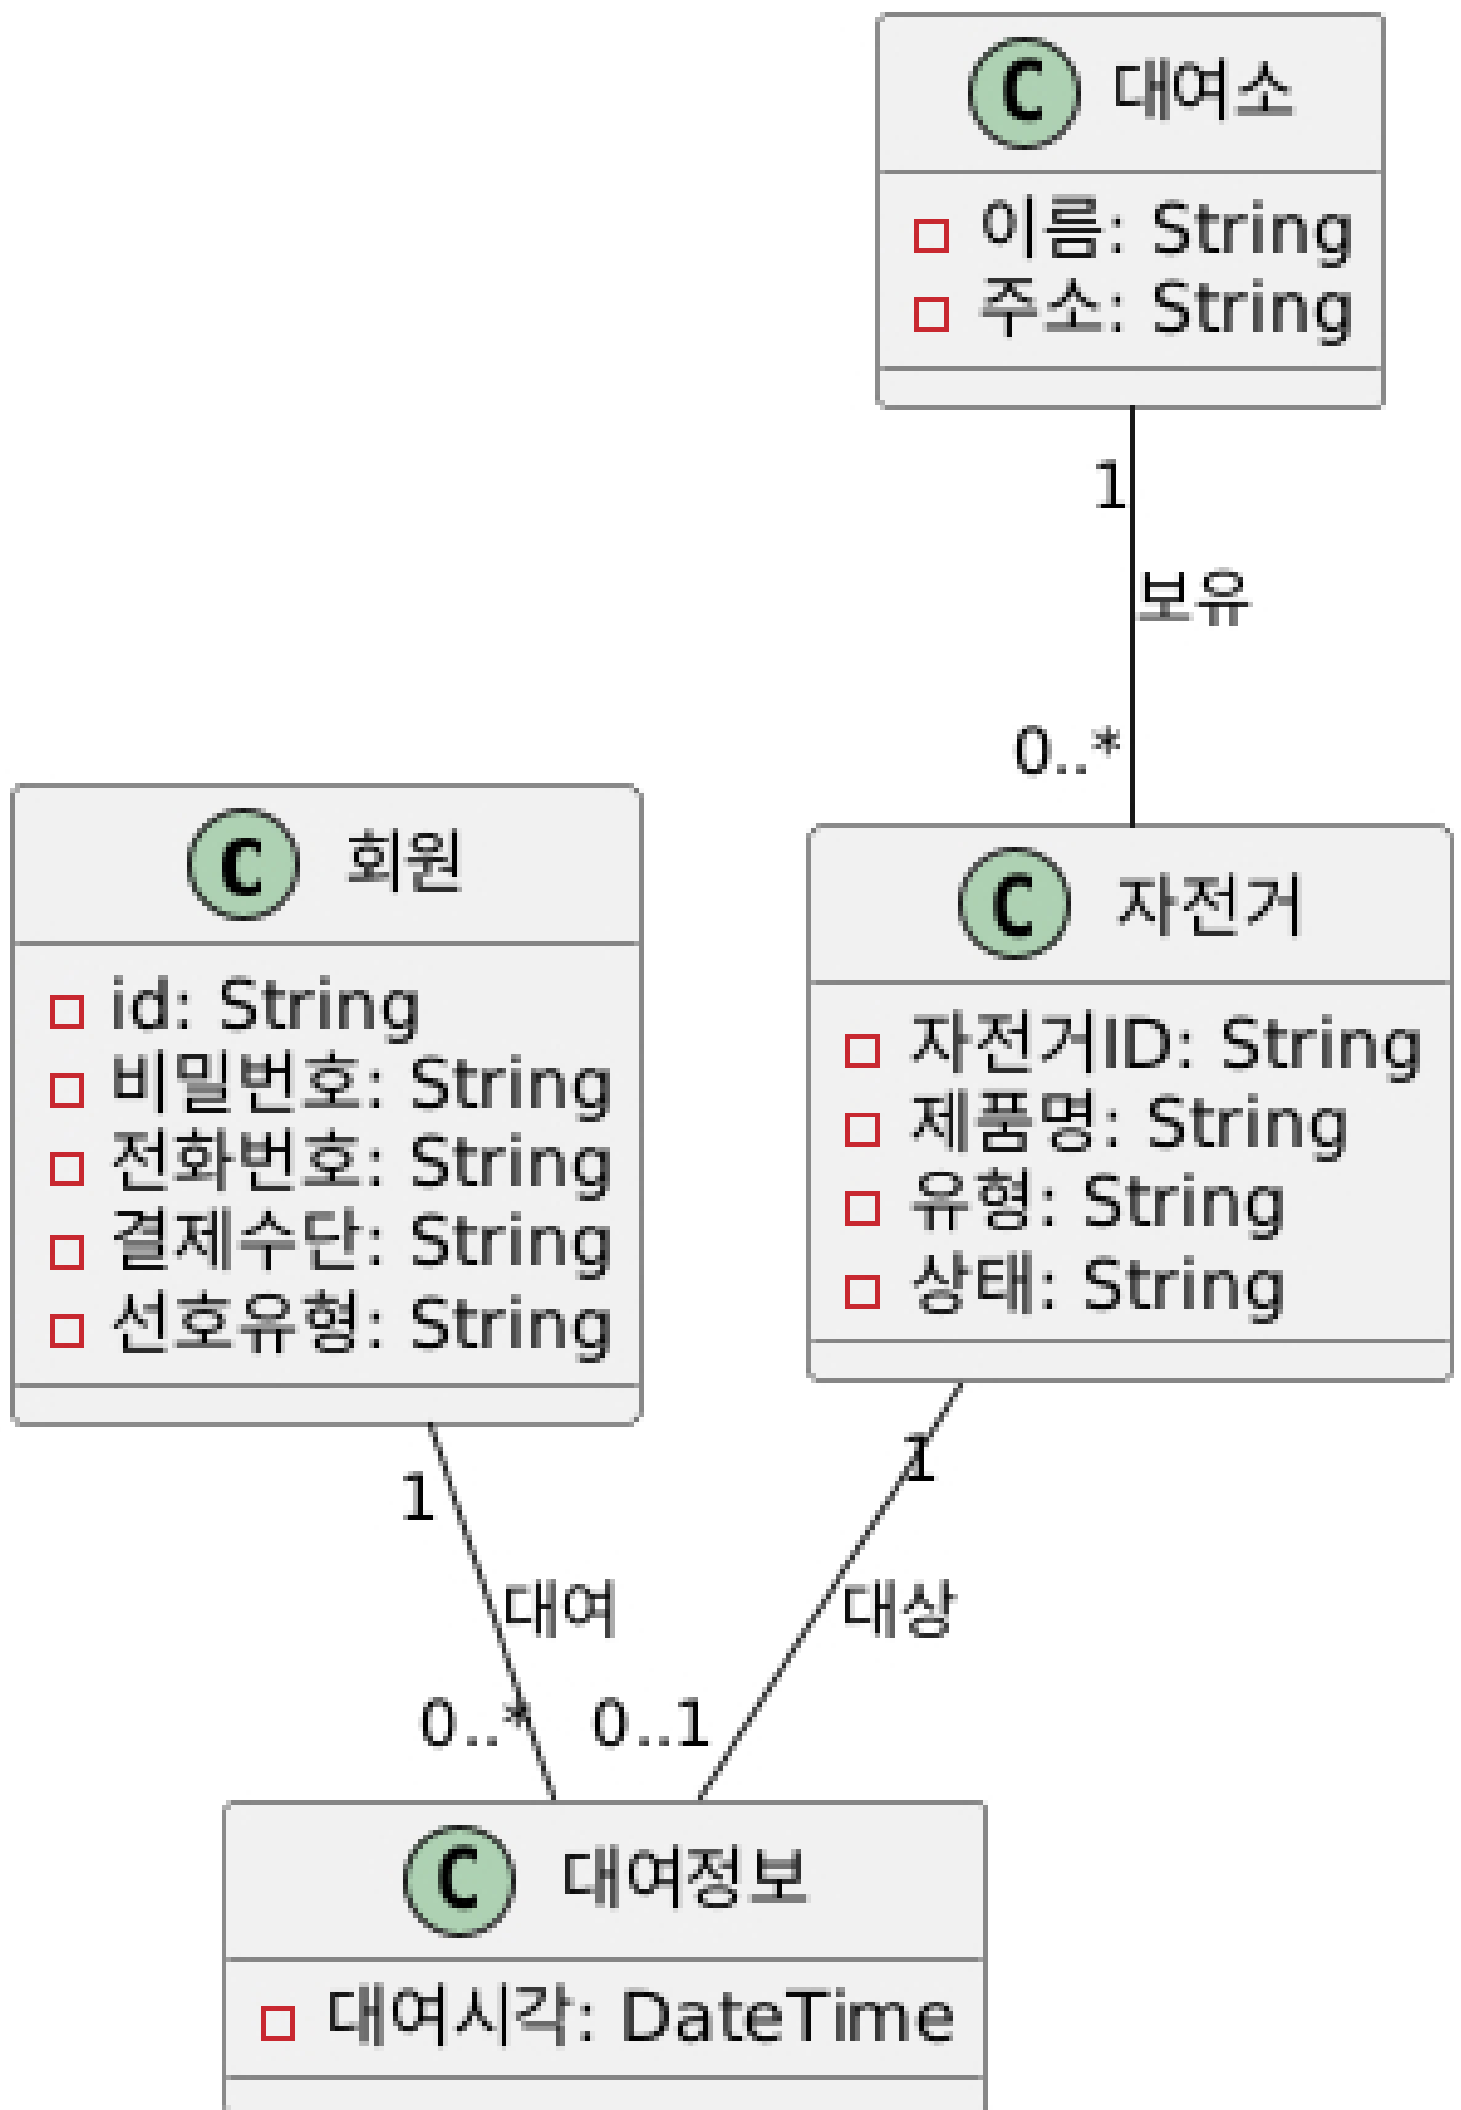 C 대여소
이름: String
주소: String
1
보유
0..*
C 회원
id: String
비밀번호: String
전화번호: String
결제수단: String
선호유형: String
C 자전거
자전거ID: String
제품명: String
유형: String
상태: String
1
1
대여
대상
0..*
0..1
C 대여정보
대여시각: DateTime